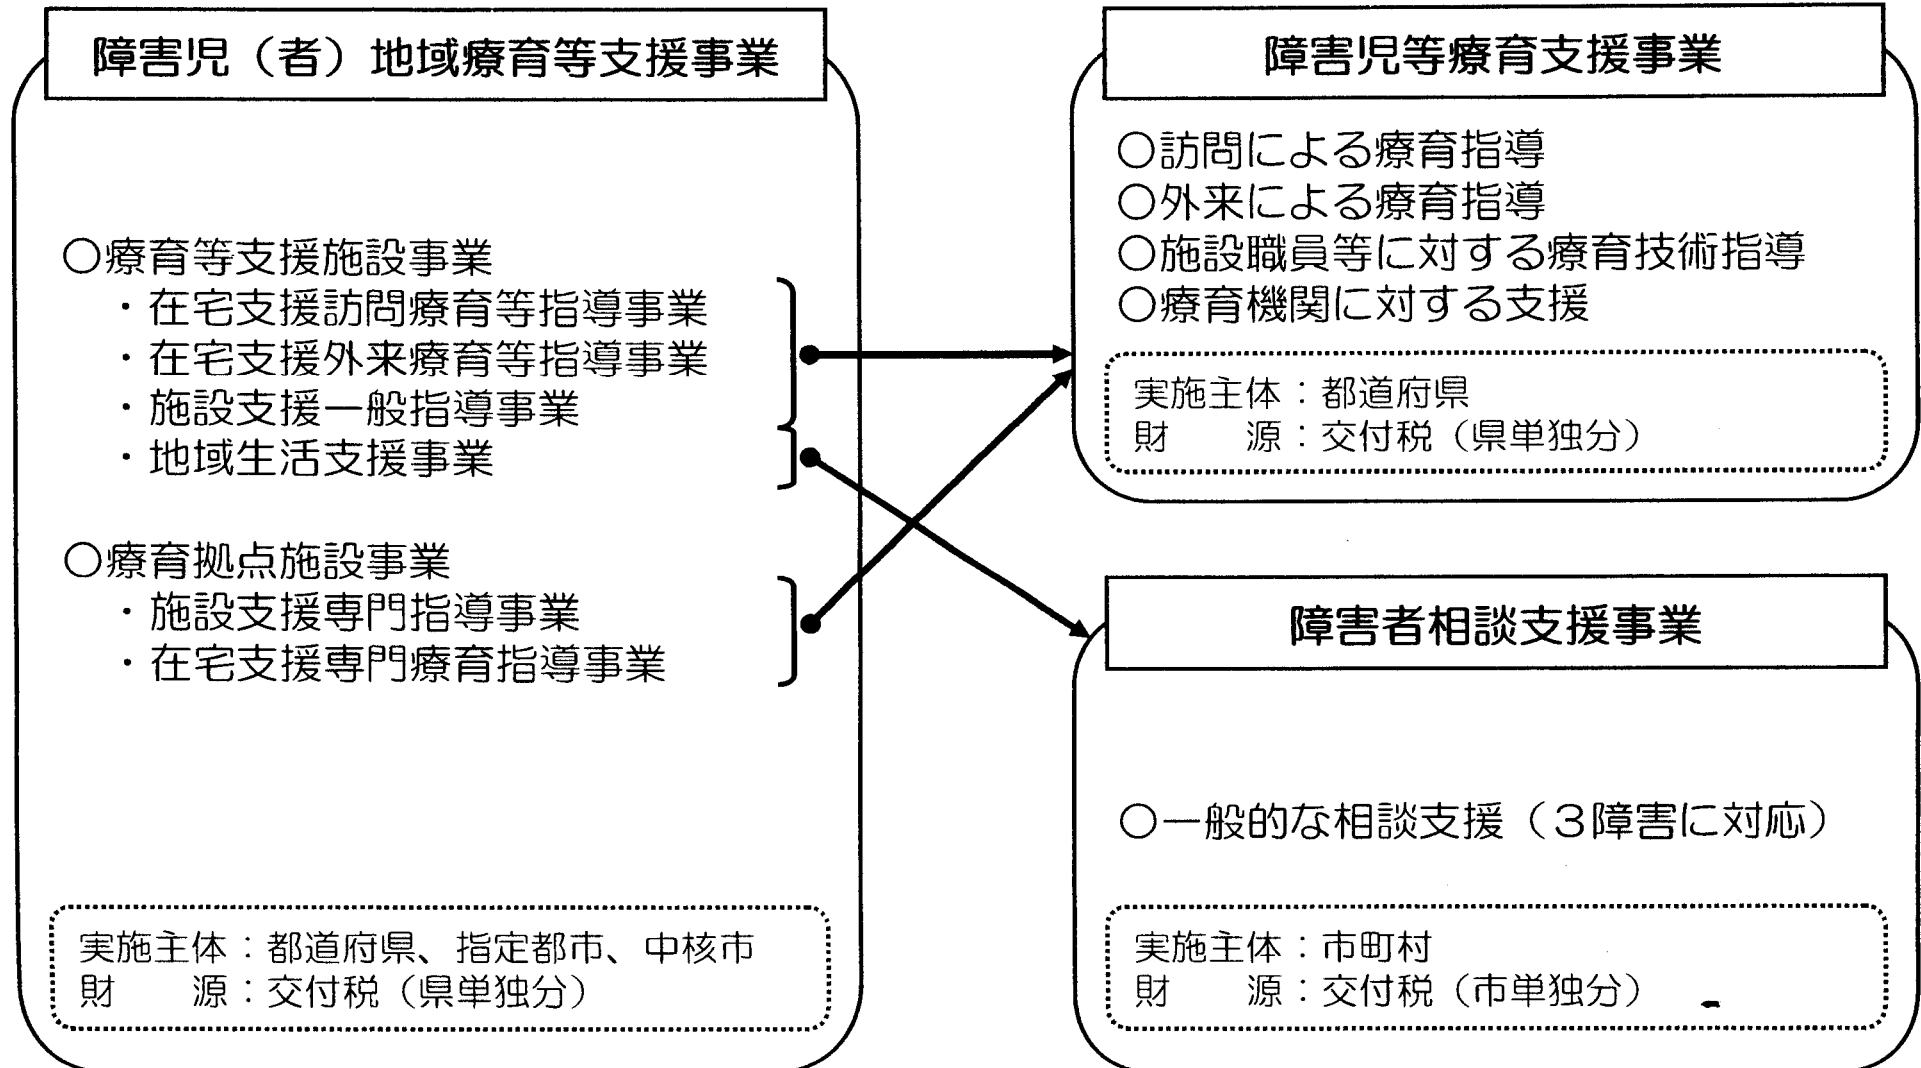 障害児（者）地域療育等支援事業
○療育等支援施設事業
・在宅支援訪問療育等指導事業
・在宅支援外来療育等指導事業
・施設支援一般指導事業
・地域生活支援事業
○療育拠点施設事業
・施設支援専門指導事業
・在宅支援専門療育指導事業
実施主体：都道府県、指定都市、中核市
財　　源：交付税（県単独分）
障害児等療育支援事業
○訪問による療育指導
○外来による療育指導
○施設職員等に対する療育技術指導
○療育機関に対する支援
実施主体：都道府県
財　　源：交付税（県単独分）
障害者相談支援事業
○一般的な相談支援（３障害に対応）
実施主体：市町村
財　　源：交付税（市単独分）